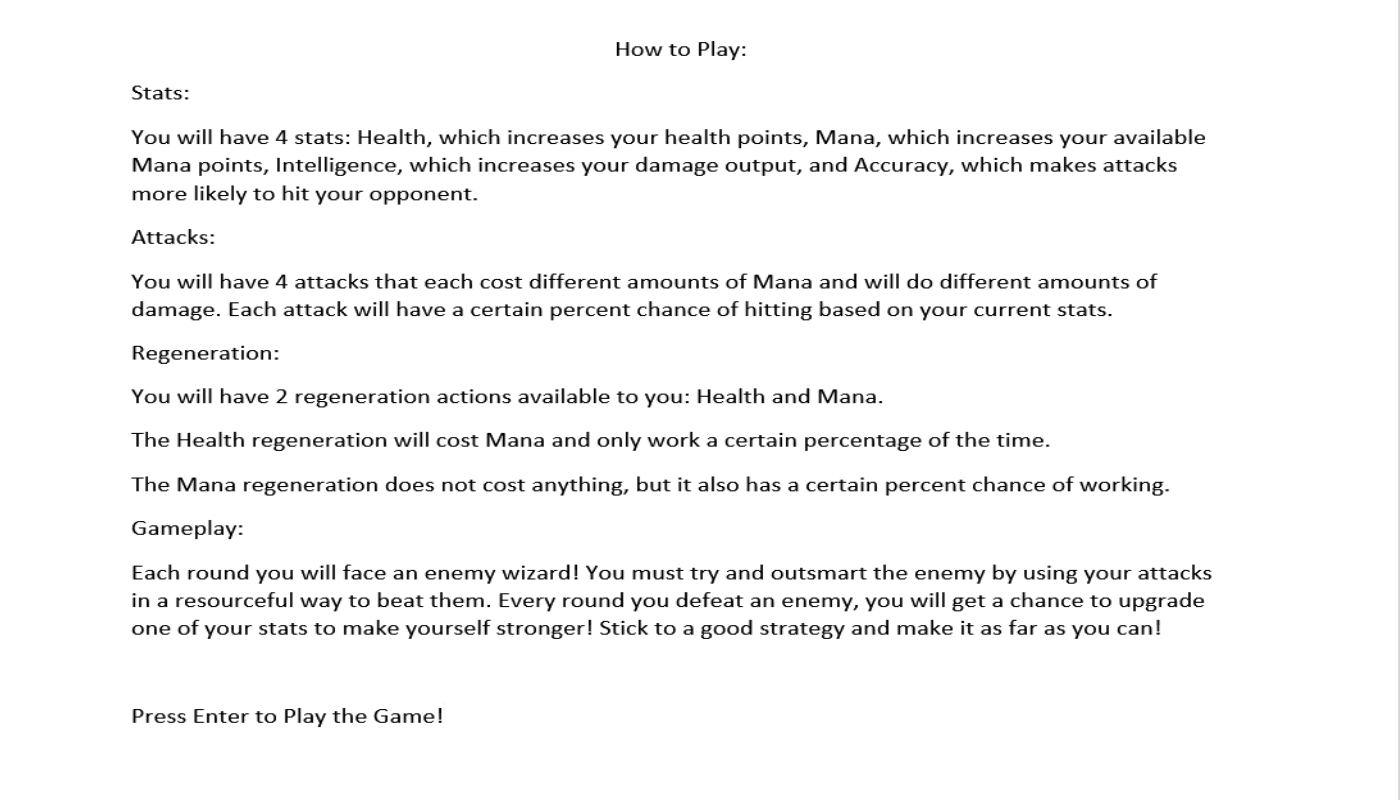 How to Play:
Stats:
You will have 4 stats: Health, which increases your health points, Mana, which increases your available
Mana points, Intelligence, which increases your damage output, and Accuracy, which makes attacks
more likely to hit your opponent.
Attacks:
You will have 4 attacks that each cost different amounts of Mana and will do different amounts of
damage. Each attack will have a certain percent chance of hitting based on your current stats.
Regeneration:
You will have 2 regeneration actions available to you: Health and Mana.
The Health regeneration will cost Mana and only work a certain percentage of the time.
The Mana regeneration does not cost anything, but it also has a certain percent chance of working.
Gameplay:
Each round you will face an enemy wizard! You must try and outsmart the enemy by using your attacks
in a resourceful way to beat them. Every round you defeat an enemy, you will get a chance to upgrade
one of your stats to make yourself stronger! Stick to a good strategy and make it as far as you can!
Press Enter to Play the Game!